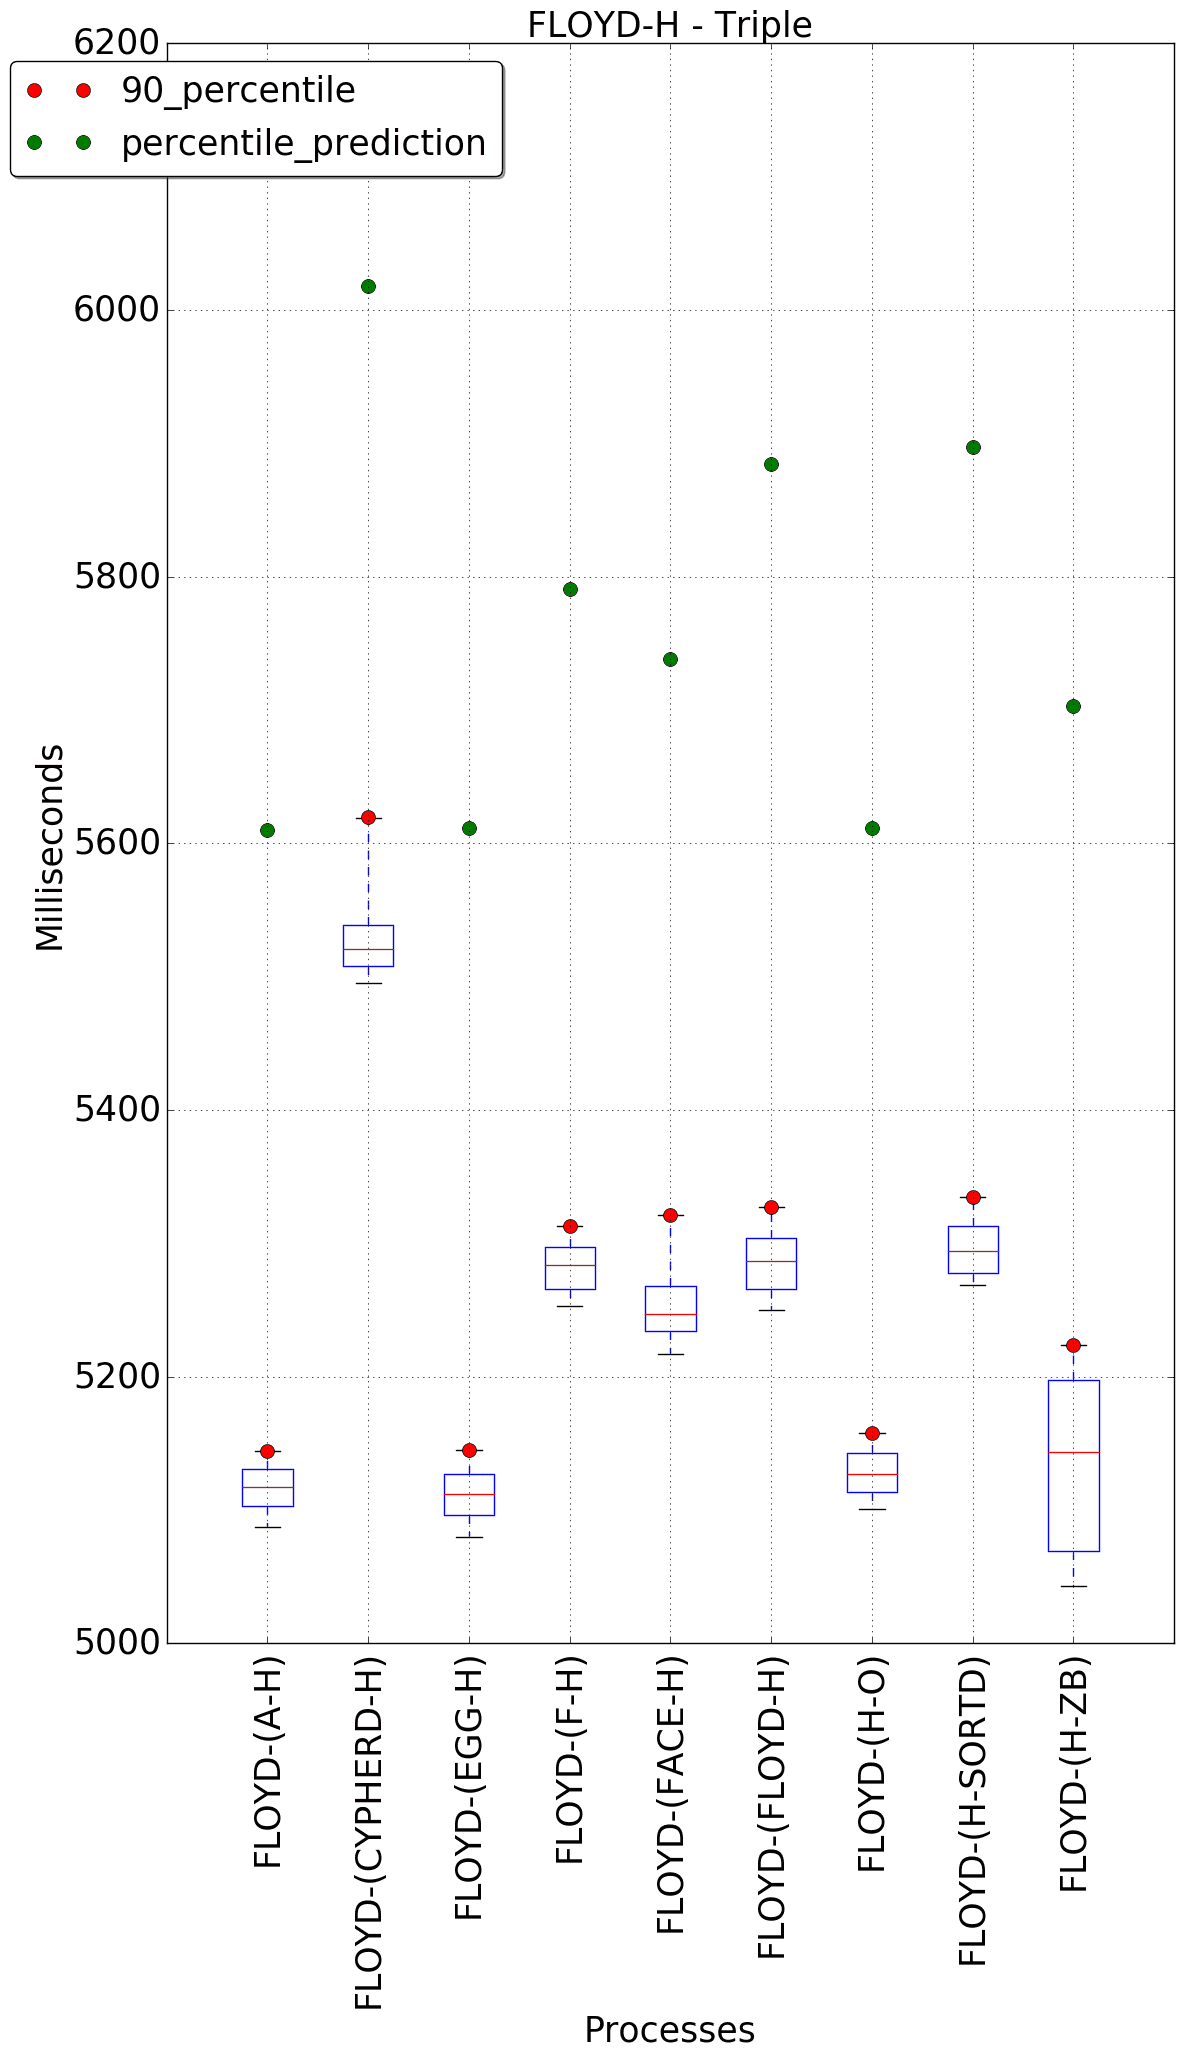 FLOYD-H - Triple
90_percentile
percentile_prediction
6200
6000
5800
5600
5400
5200
5000
Milliseconds
FLOYD-(A-H)
FLOYD-(CYPHERD-H)
FLOYD-(EGG-H)
FLOYD-(F-H)
FLOYD-(FACE-H)
FLOYD-(FLOYD-H)
FLOYD-(H-O)
FLOYD-(H-SORTD)
FLOYD-(H-ZB)
Processes